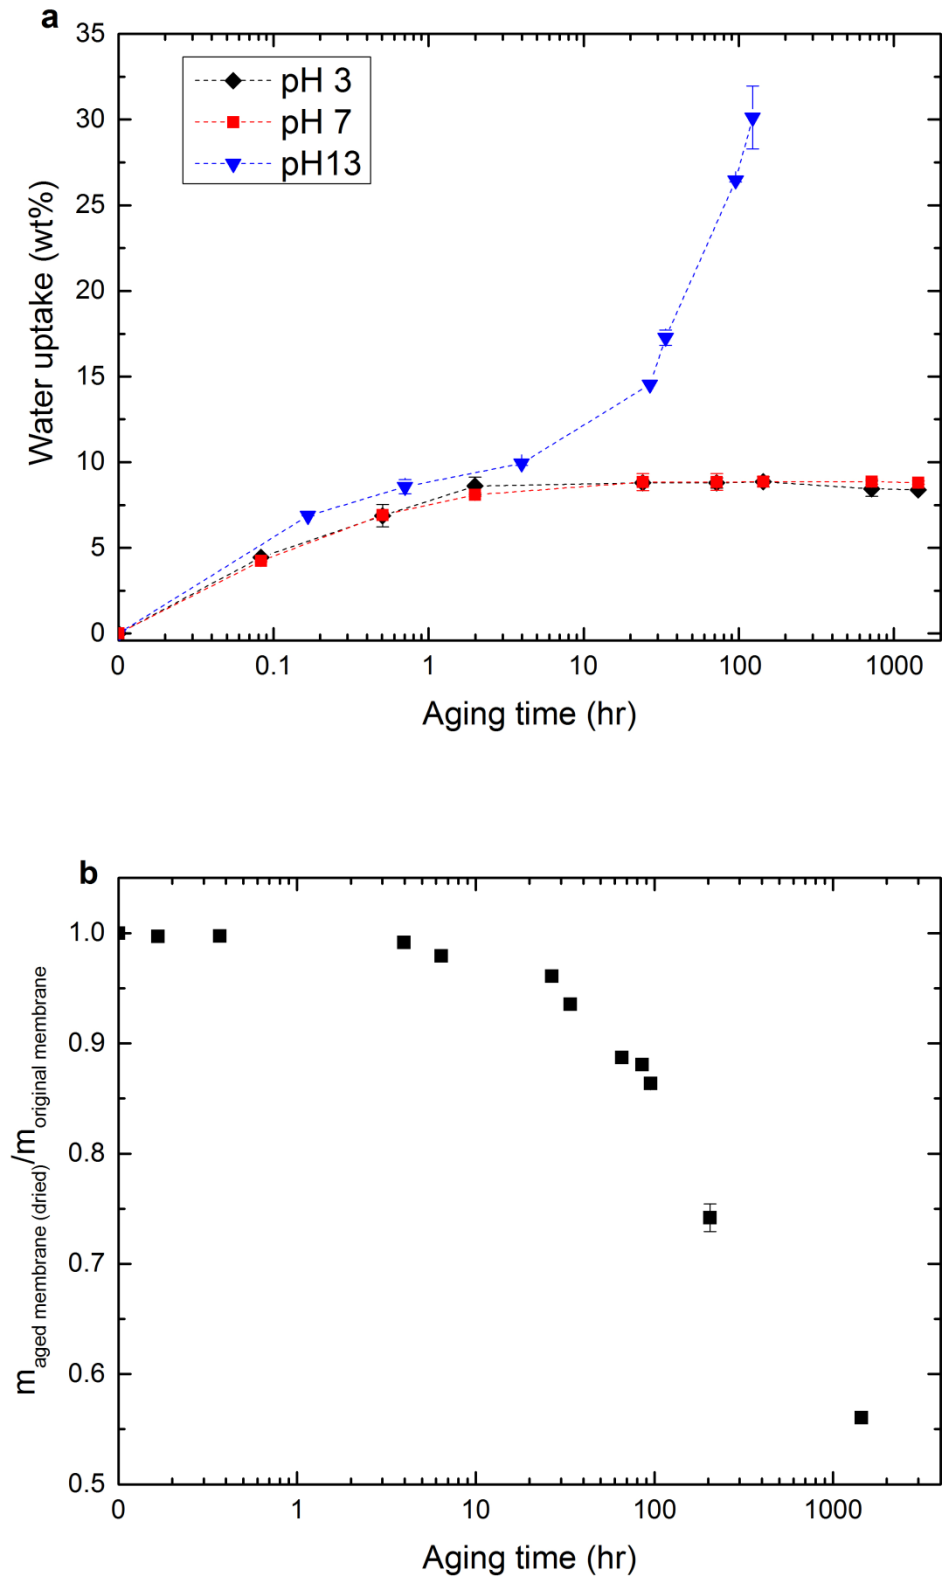 a
35
30
25
20
15
10
5
0
Water uptake (wt%)
pH 3
pH 7
pH13
0 0.1 1 10 100 1000
Aging time (hr)
b
1.0
0.9
0.8
0.7
0.6
0.5
m aged membrane (dried)/m original membrane
0 1 10 100 1000
Aging time (hr)